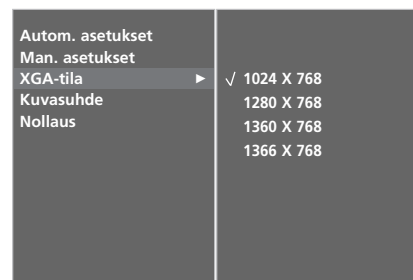 Autom. asetukset
Man. asetukset
XGA-tila ►
Kuvasuhde
Nollaus
√ 1024 X 768
1280 X 768
1360 X 768
1366 X 768